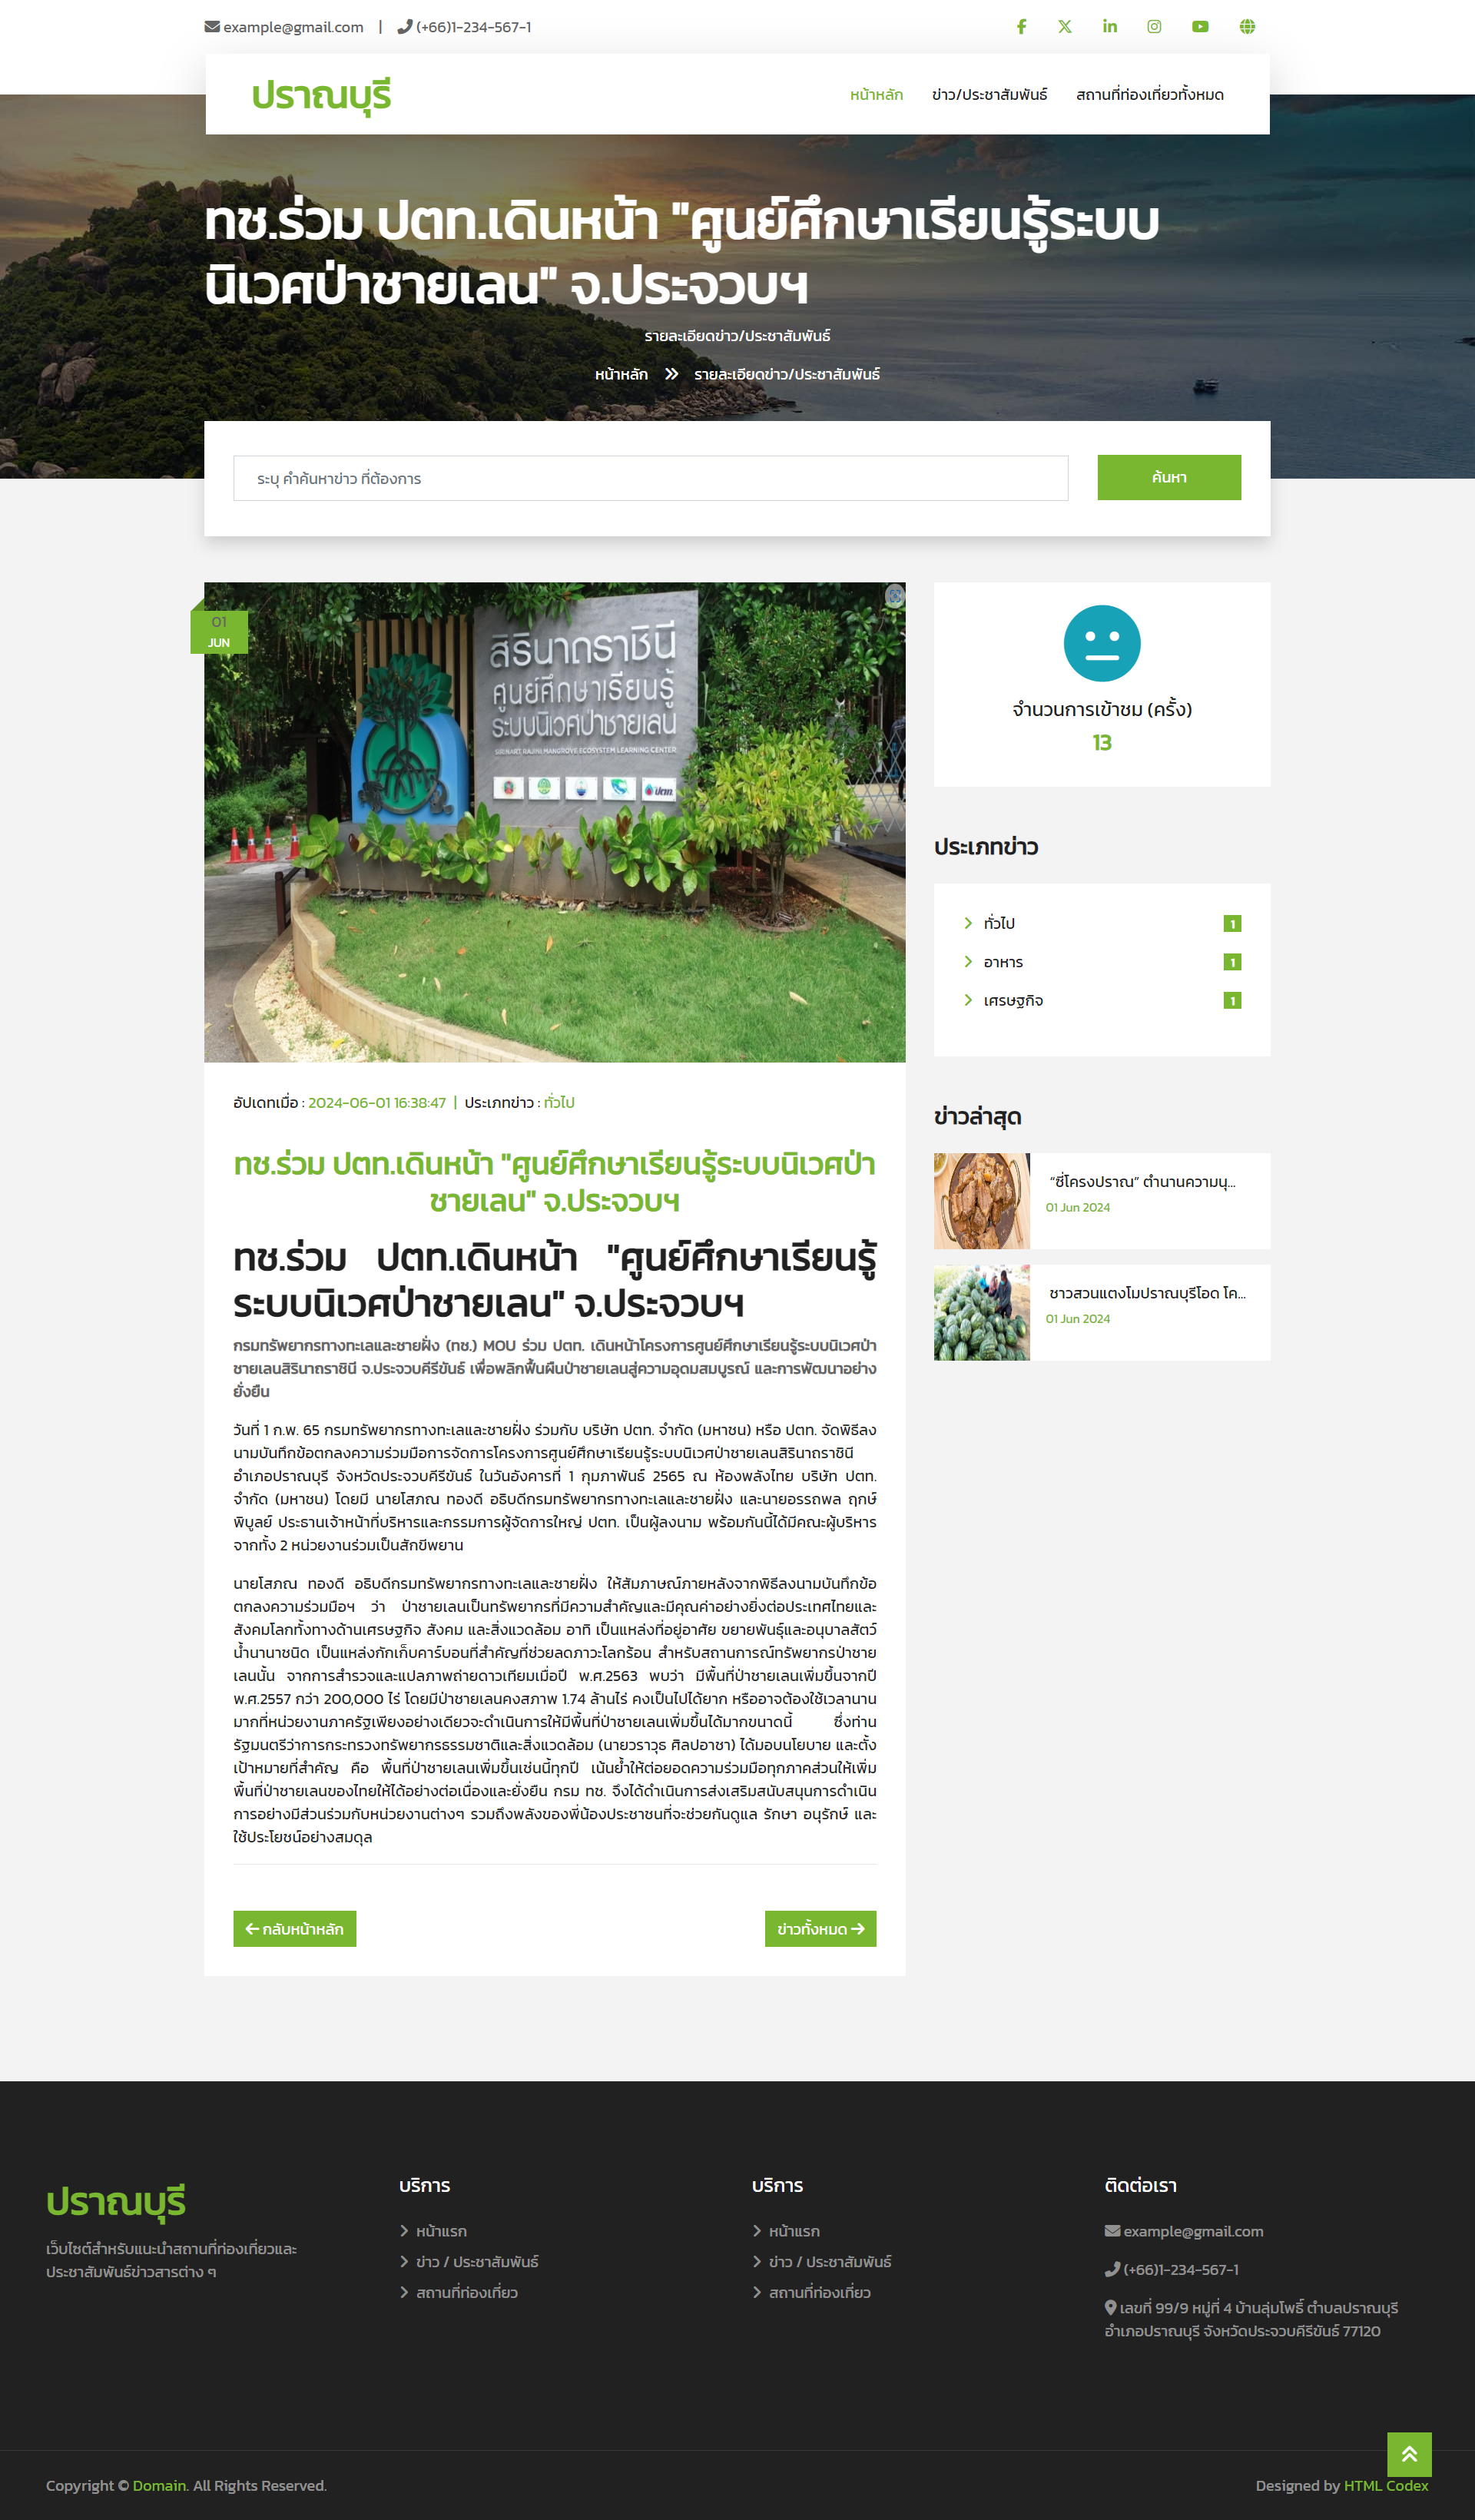 example@gmail.com | (+66)1-234-567-1
ปราณบุรี
หน้าหลัก ข่าว/ประชาสัมพันธ์ สถานที่ท่องเที่ยวทั้งหมด
ทช.ร่วม ปตท.เดินหน้า "ศูนย์ศึกษาเรียนรู้ระบบ
นิเวศป่าชายเลน" จ.ประจวบฯ
รายละเอียดข่าว/ประชาสัมพันธ์
หน้าหลัก รายละเอียดข่าว/ประชาสัมพันธ์
ระบุ คำค้นหาข่าว ที่ต้องการ
ค้นหา
01
JUN
สิรินาถราชินี
ศูนย์ศึกษาเรียนรู้
ระบบนิเวศป่าชายเลน
SIRINART RAJINI MANGROVE ECOSYSTEM LEARNING CENTER
ปตท.
อัปเดทเมื่อ : 2024-06-01 16:38:47 | ประเภทข่าว : ทั่วไป
ทช.ร่วม ปตท.เดินหน้า "ศูนย์ศึกษาเรียนรู้ระบบนิเวศป่า
ชายเลน" จ.ประจวบฯ
ทช.ร่วม ปตท.เดินหน้า "ศูนย์ศึกษาเรียนรู้
ระบบนิเวศป่าชายเลน" จ.ประจวบฯ
กรมทรัพยากรทางทะเลและชายฝั่ง (ทช.) MOU ร่วม ปตท. เดินหน้าโครงการศูนย์ศึกษาเรียนรู้ระบบนิเวศป่า
ชายเลนสิรินาถราชินี จ.ประจวบคีรีขันธ์ เพื่อพลิกฟื้นผืนป่าชายเลนสู่ความอุดมสมบูรณ์ และการพัฒนาอย่าง
ยั่งยืน
วันที่ 1 ก.พ. 65 กรมทรัพยากรทางทะเลและชายฝั่ง ร่วมกับ บริษัท ปตท. จำกัด (มหาชน) หรือ ปตท. จัดพิธีลง
นามบันทึกข้อตกลงความร่วมมือการจัดการโครงการศูนย์ศึกษาเรียนรู้ระบบนิเวศป่าชายเลนสิรินาถราชินี
อำเภอปราณบุรี จังหวัดประจวบคีรีขันธ์ ในวันอังคารที่ 1 กุมภาพันธ์ 2565 ณ ห้องพลังไทย บริษัท ปตท.
จำกัด (มหาชน) โดยมี นายโสภณ ทองดี อธิบดีกรมทรัพยากรทางทะเลและชายฝั่ง และนายอรรถพล ฤกษ์
พิบูลย์ ประธานเจ้าหน้าที่บริหารและกรรมการผู้จัดการใหญ่ ปตท. เป็นผู้ลงนาม พร้อมกันนี้ได้มีคณะผู้บริหาร
จากทั้ง 2 หน่วยงานร่วมเป็นสักขีพยาน
นายโสภณ ทองดี อธิบดีกรมทรัพยากรทางทะเลและชายฝั่ง ให้สัมภาษณ์ภายหลังจากพิธีลงนามบันทึกข้อ
ตกลงความร่วมมือฯ ว่า ป่าชายเลนเป็นทรัพยากรที่มีความสำคัญและมีคุณค่าอย่างยิ่งต่อประเทศไทยและ
สังคมโลกทั้งทางด้านเศรษฐกิจ สังคม และสิ่งแวดล้อม อาทิ เป็นแหล่งที่อยู่อาศัย ขยายพันธุ์และอนุบาลสัตว์
น้ำนานาชนิด เป็นแหล่งกักเก็บคาร์บอนที่สำคัญที่ช่วยลดภาวะโลกร้อน สำหรับสถานการณ์ทรัพยากรป่าชาย
เลนนั้น จากการสำรวจและแปลภาพถ่ายดาวเทียมเมื่อปี พ.ศ.2563 พบว่า มีพื้นที่ป่าชายเลนเพิ่มขึ้นจากปี
พ.ศ.2557 กว่า 200,000 ไร่ โดยมีป่าชายเลนคงสภาพ 1.74 ล้านไร่ คงเป็นไปได้ยาก หรืออาจต้องใช้เวลานาน
มากที่หน่วยงานภาครัฐเพียงอย่างเดียวจะดำเนินการให้มีพื้นที่ป่าชายเลนเพิ่มขึ้นได้มากขนาดนี้ ซึ่งท่าน
รัฐมนตรีว่าการกระทรวงทรัพยากรธรรมชาติและสิ่งแวดล้อม (นายวราวุธ ศิลปอาชา) ได้มอบนโยบาย และตั้ง
เป้าหมายที่สำคัญ คือ พื้นที่ป่าชายเลนเพิ่มขึ้นเช่นนี้ทุกปี เน้นย้ำให้ต่อยอดความร่วมมือทุกภาคส่วนให้เพิ่ม
พื้นที่ป่าชายเลนของไทยให้ได้อย่างต่อเนื่องและยั่งยืน กรม ทช. จึงได้ดำเนินการส่งเสริมสนับสนุนการดำเนิน
การอย่างมีส่วนร่วมกับหน่วยงานต่างๆ รวมถึงพลังของพี่น้องประชาชนที่จะช่วยกันดูแล รักษา อนุรักษ์ และ
ใช้ประโยชน์อย่างสมดุล
กลับหน้าหลัก ข่าวทั้งหมด
จำนวนการเข้าชม (ครั้ง)
13
ประเภทข่าว
ทั่วไป 1
อาหาร 1
เศรษฐกิจ 1
ข่าวล่าสุด
“ซี่โครงปราณ” ตำนานความนุ...
01 Jun 2024
ชาวสวนแตงโมปราณบุรีโอด โค...
01 Jun 2024
ปราณบุรี
เว็บไซต์สำหรับแนะนำสถานที่ท่องเที่ยวและ
ประชาสัมพันธ์ข่าวสารต่าง ๆ
บริการ
หน้าแรก
ข่าว / ประชาสัมพันธ์
สถานที่ท่องเที่ยว
บริการ
หน้าแรก
ข่าว / ประชาสัมพันธ์
สถานที่ท่องเที่ยว
ติดต่อเรา
example@gmail.com
(+66)1-234-567-1
เลขที่ 99/9 หมู่ที่ 4 บ้านลุ่มโพธิ์ ตำบลปราณบุรี
อำเภอปราณบุรี จังหวัดประจวบคีรีขันธ์ 77120
Copyright © Domain. All Rights Reserved.
Designed by HTML Codex